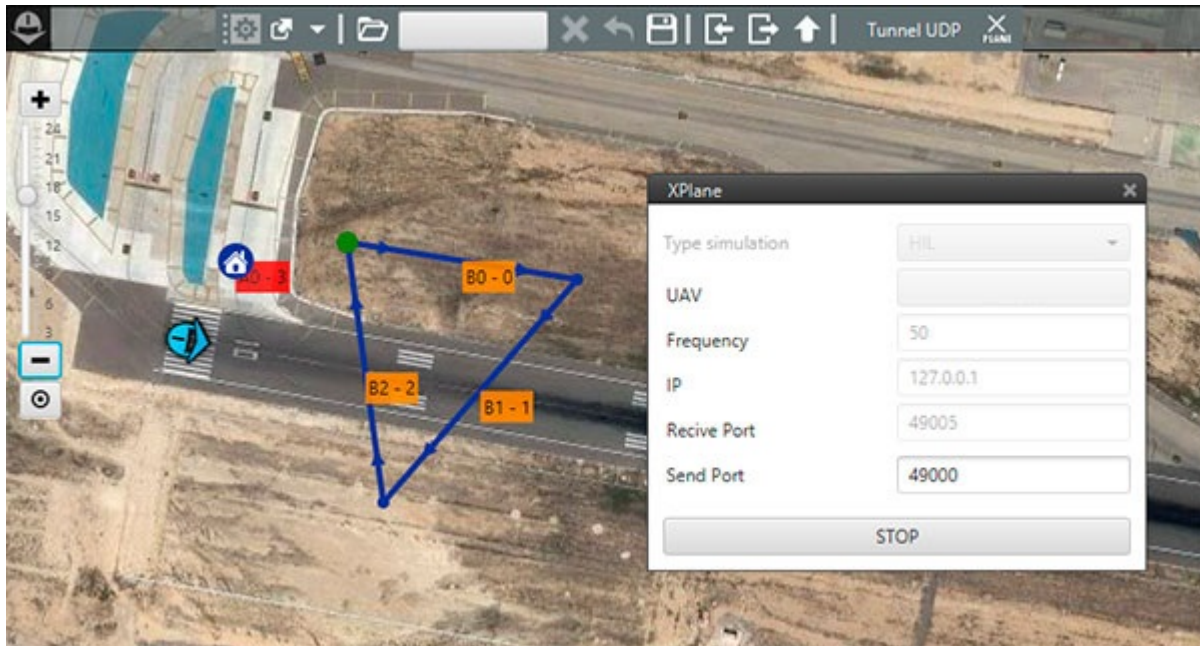 Tunnel UDP
PLANE
24
21
18
15
12
6
3
B0 - 0
- 3
B2 - 2
B1 - 1
XPlane
Type simulation HIL
UAV
Frequency 50
IP 127.0.0.1
Recive Port 49005
Send Port 49000
STOP